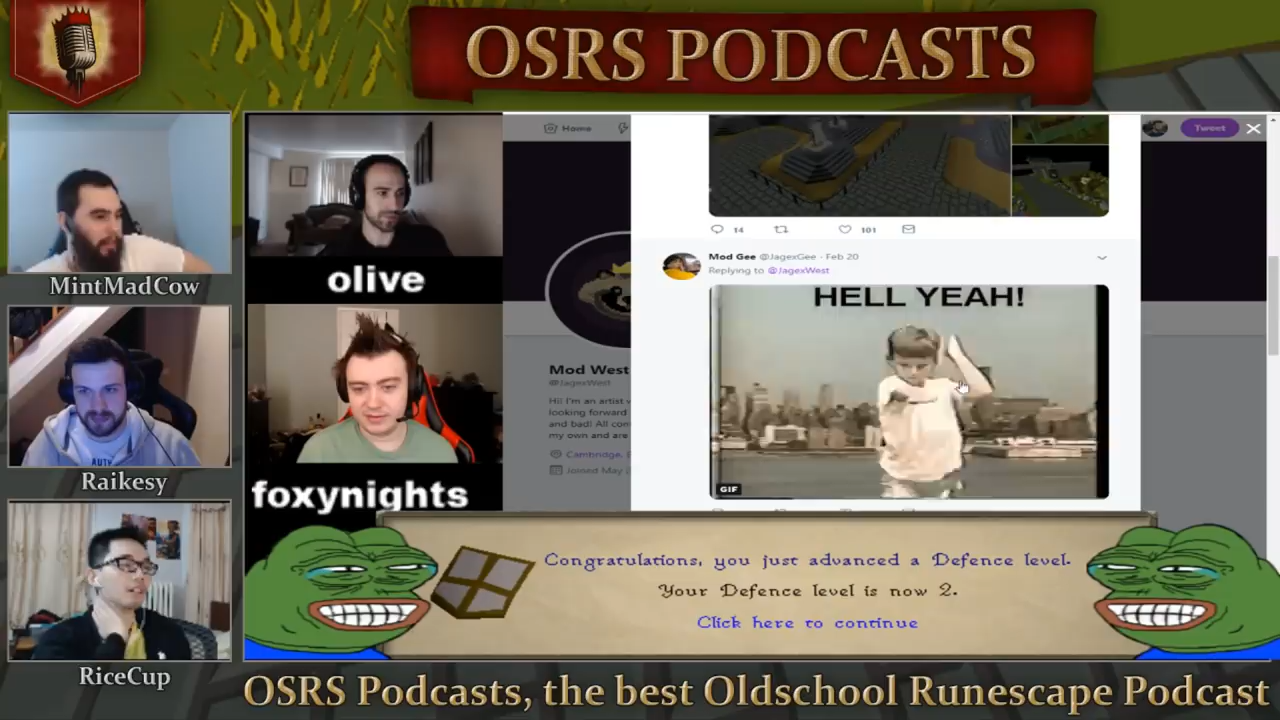 OSRS PODCASTS
MintMadCow
Raikesy
AUTH
RiceCup
olive
foxynights
Home
Tweet
Mod West
@JagexWest
Hi! I'm an artist
looking forward
and bad! All
my own and are
Cambridge,
Joined May
14
101
Mod Gee @JagexGee · Feb 20
Replying to @JagexWest
HELL YEAH!
GIF
Congratulations, you just advanced a Defence level.
Your Defence level is now 2.
Click here to continue
OSRS Podcasts, the best Oldschool Runescape Podcast